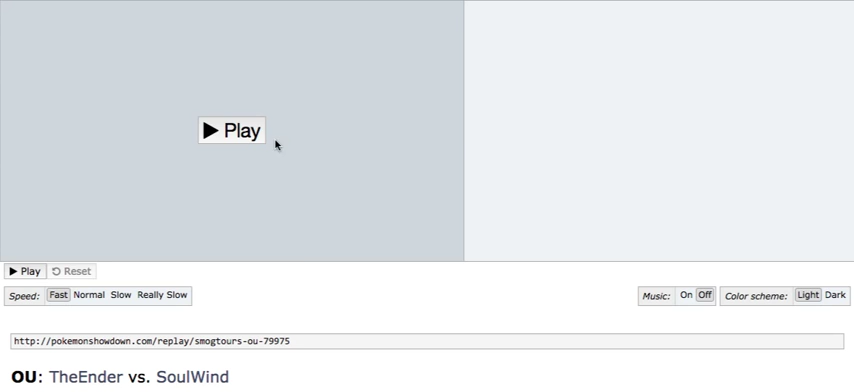 Play
Play Reset
Speed: Fast Normal Slow Really Slow Music: On Off Color scheme: Light Dark
http://pokemonshowdown.com/replay/smogtours-ou-79975
OU: TheEnder vs. SoulWind